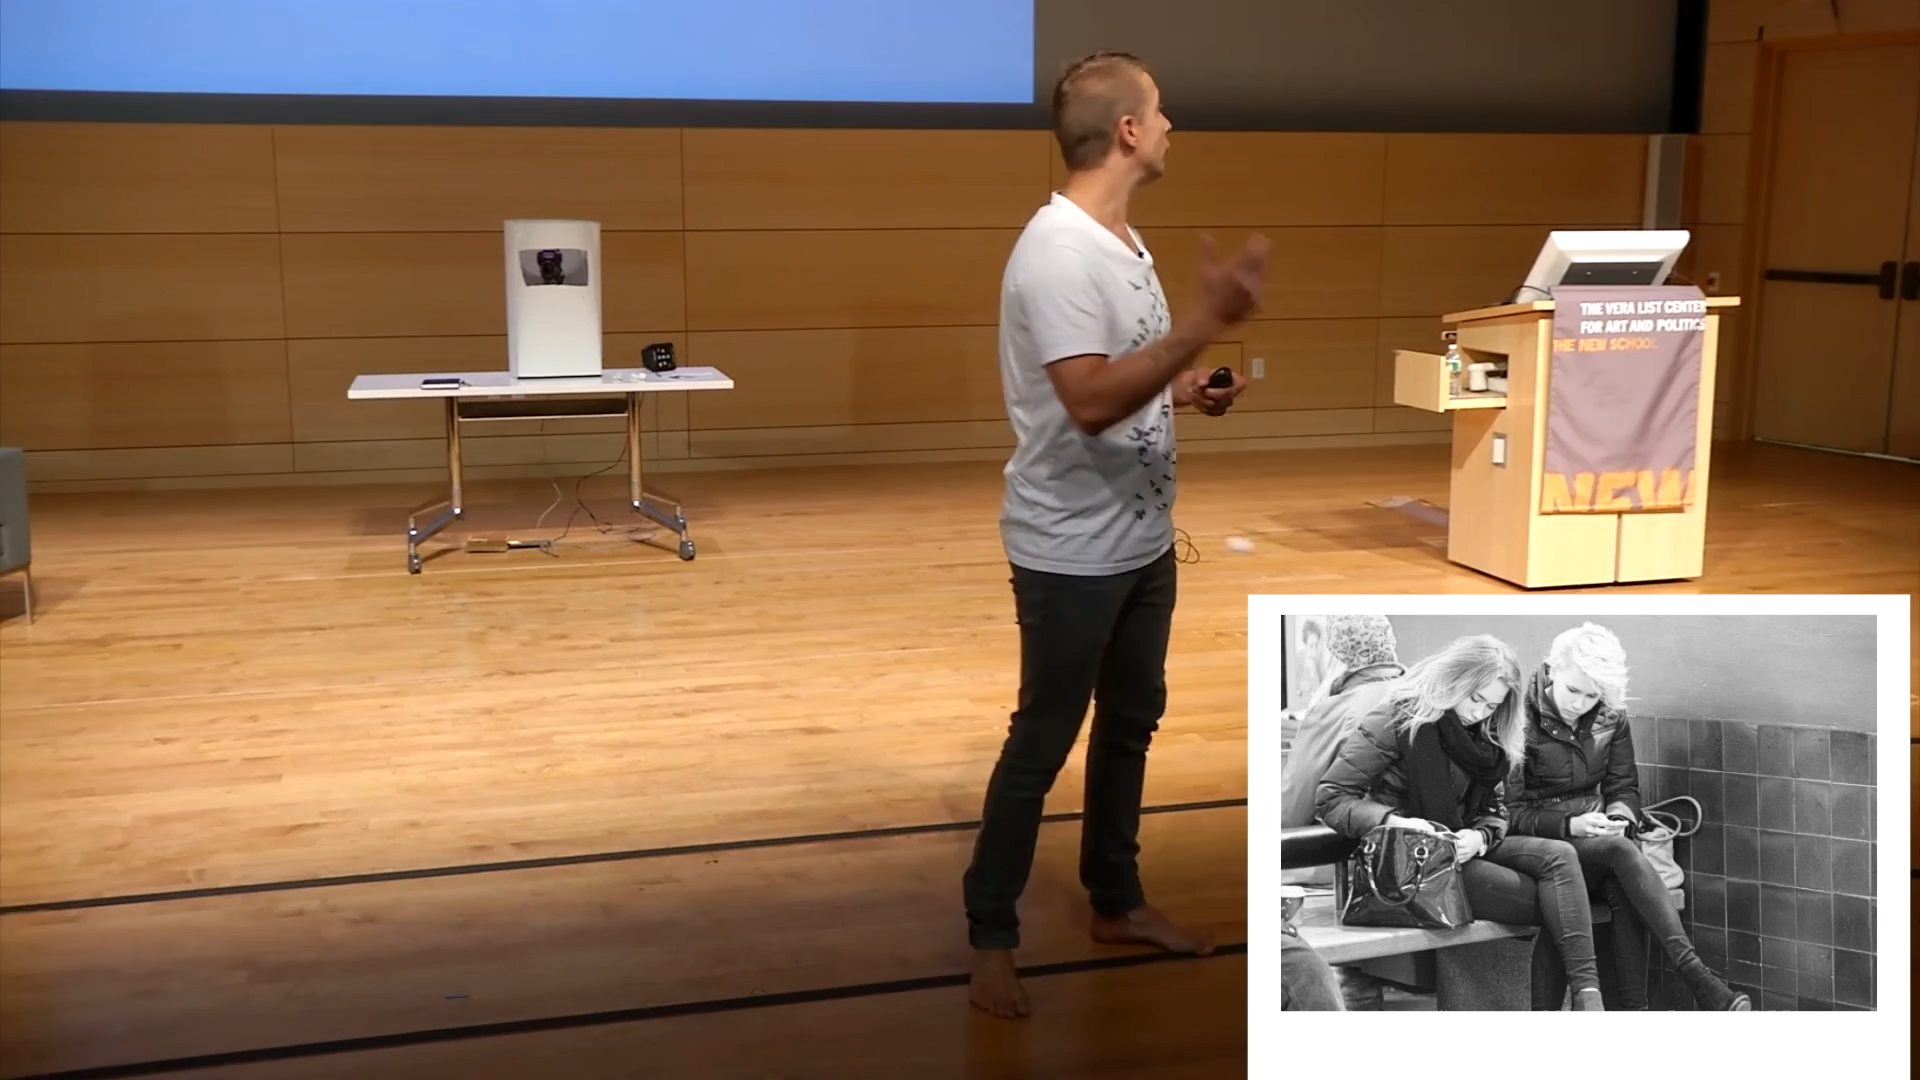 THE VERA LIST CENTER
FOR ART AND POLITICS
THE NEW SCHOOL
NEW